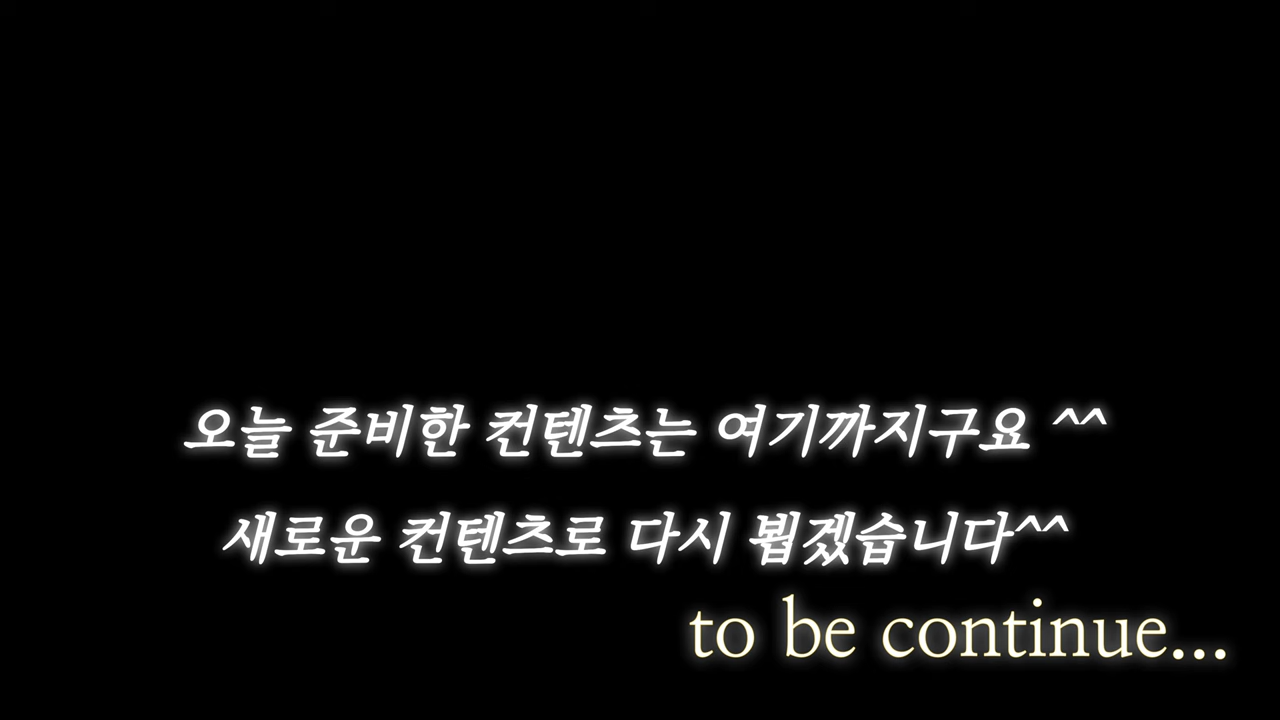 오늘 준비한 컨텐츠는 여기까지구요 ^^
새로운 컨텐츠로 다시 뵙겠습니다^^
to be continue...